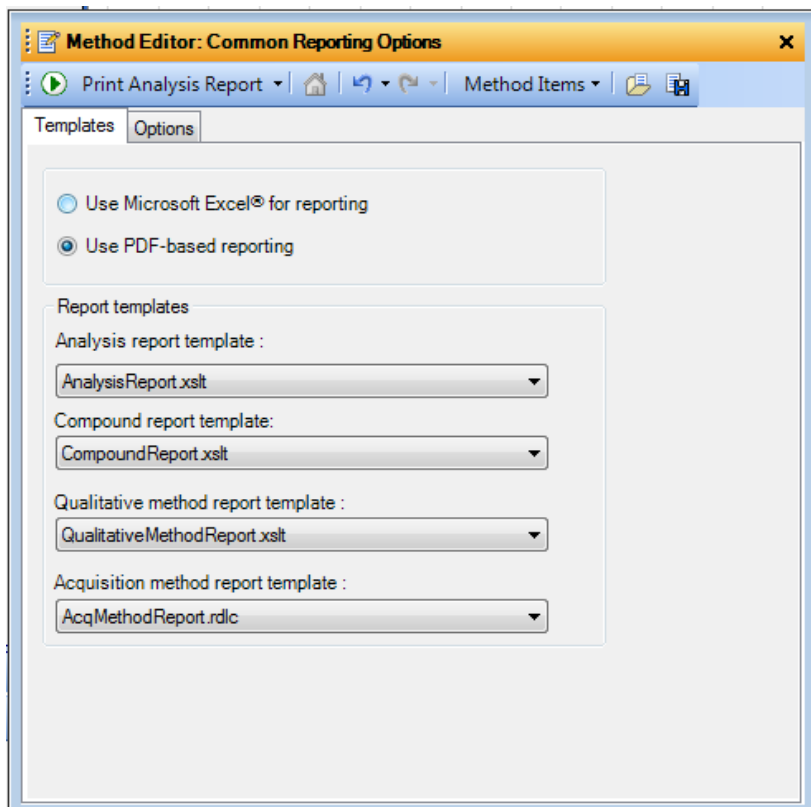 Method Editor: Common Reporting Options
Print Analysis Report Method Items
Templates Options
Use Microsoft Excel® for reporting
Use PDF-based reporting
Report templates
Analysis report template :
AnalysisReport.xslt
Compound report template:
CompoundReport.xslt
Qualitative method report template :
QualitativeMethodReport.xslt
Acquisition method report template :
AcqMethodReport.rdlc